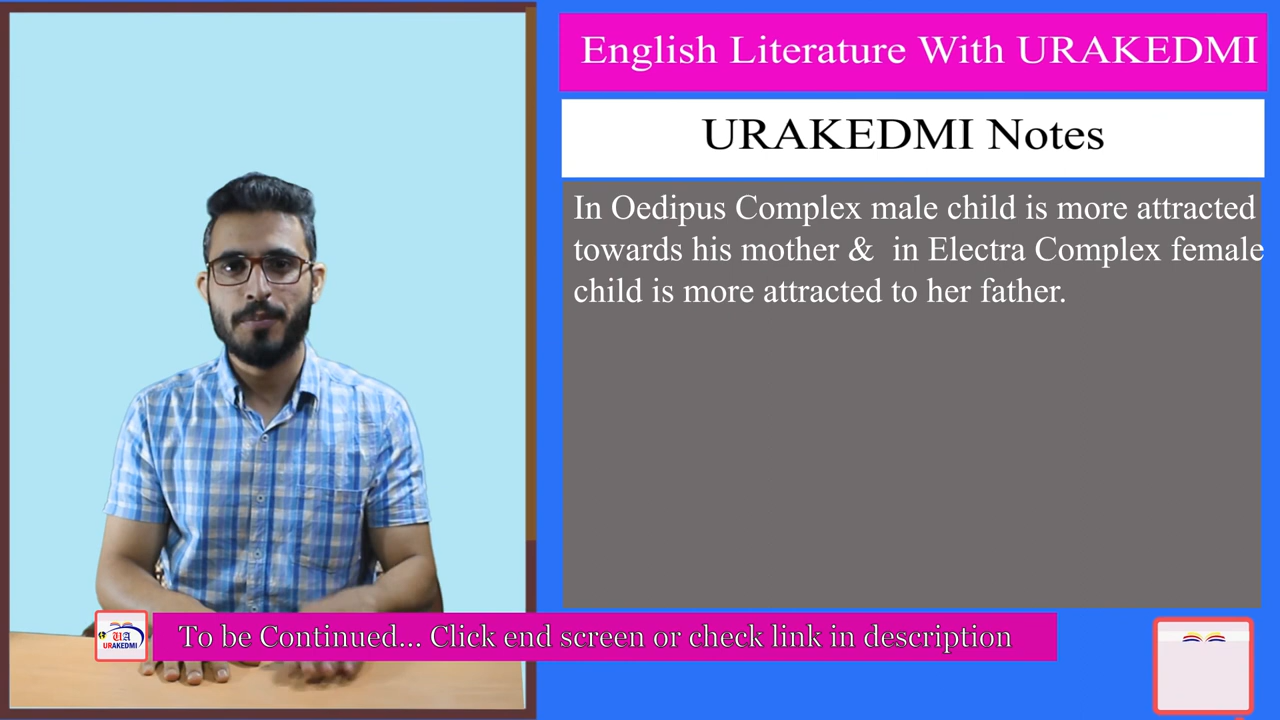 English Literature With URAKEDMI
URAKEDMI Notes
In Oedipus Complex male child is more attracted
towards his mother & in Electra Complex female
child is more attracted to her father.
To be Continued... Click end screen or check link in description
UA
URAKEDMI